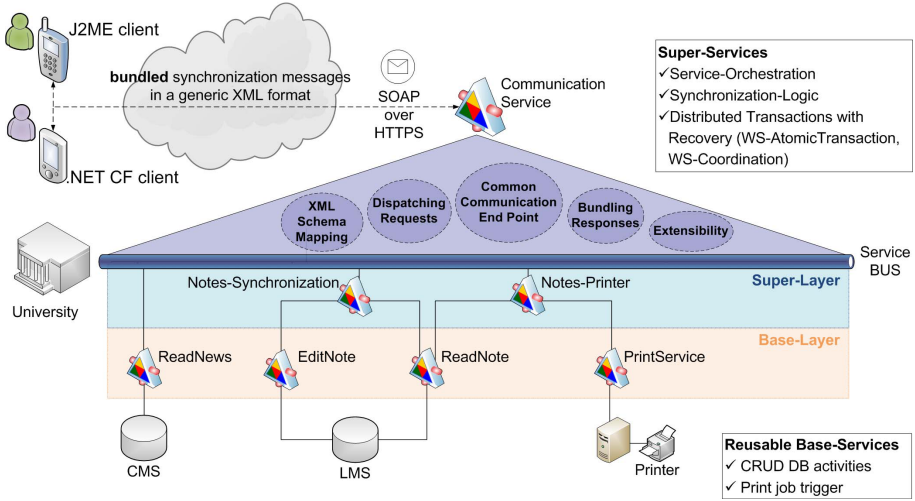 J2ME client
bundled synchronization messages
in a generic XML format
SOAP
over
HTTPS
Communication
Service
.NET CF client
Super-Services
✓Service-Orchestration
✓Synchronization-Logic
✓Distributed Transactions with
Recovery (WS-AtomicTransaction,
WS-Coordination)
XML
Schema
Mapping
Dispatching
Requests
Common
Communication
End Point
Bundling
Responses
Extensibility
University
Service
BUS
Notes-Synchronization
Notes-Printer
Super-Layer
Base-Layer
ReadNews
EditNote
ReadNote
PrintService
CMS
LMS
Printer
Reusable Base-Services
✓ CRUD DB activities
✓ Print job trigger